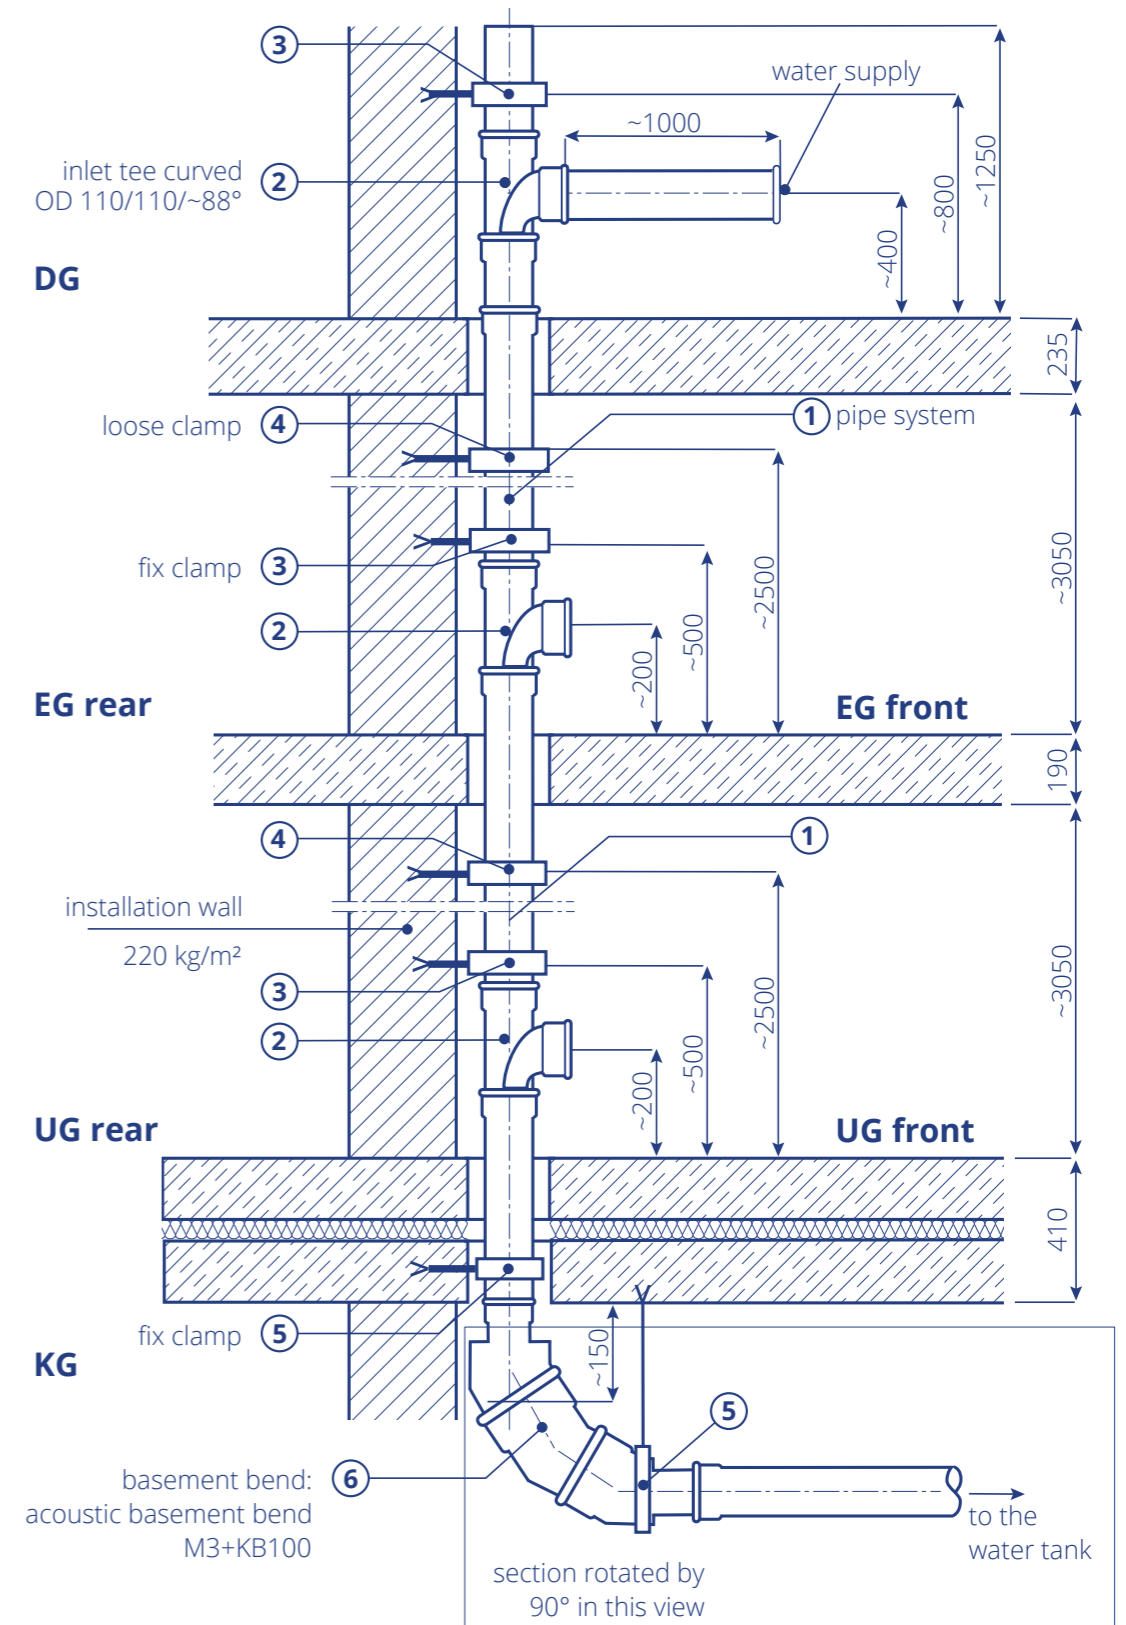 3
water supply
~1000
inlet tee curved
OD 110/110/~88°
2
~1250
~800
~400
DG
235
loose clamp
4
1
pipe system
fix clamp
3
2
~200
~500
~2500
~3050
EG rear
EG front
190
4
1
installation wall
220 kg/m²
3
2
~200
~500
~2500
~3050
UG rear
UG front
410
fix clamp
5
~150
KG
5
basement bend:
acoustic basement bend
M3+KB100
6
to the
water tank
section rotated by
90° in this view